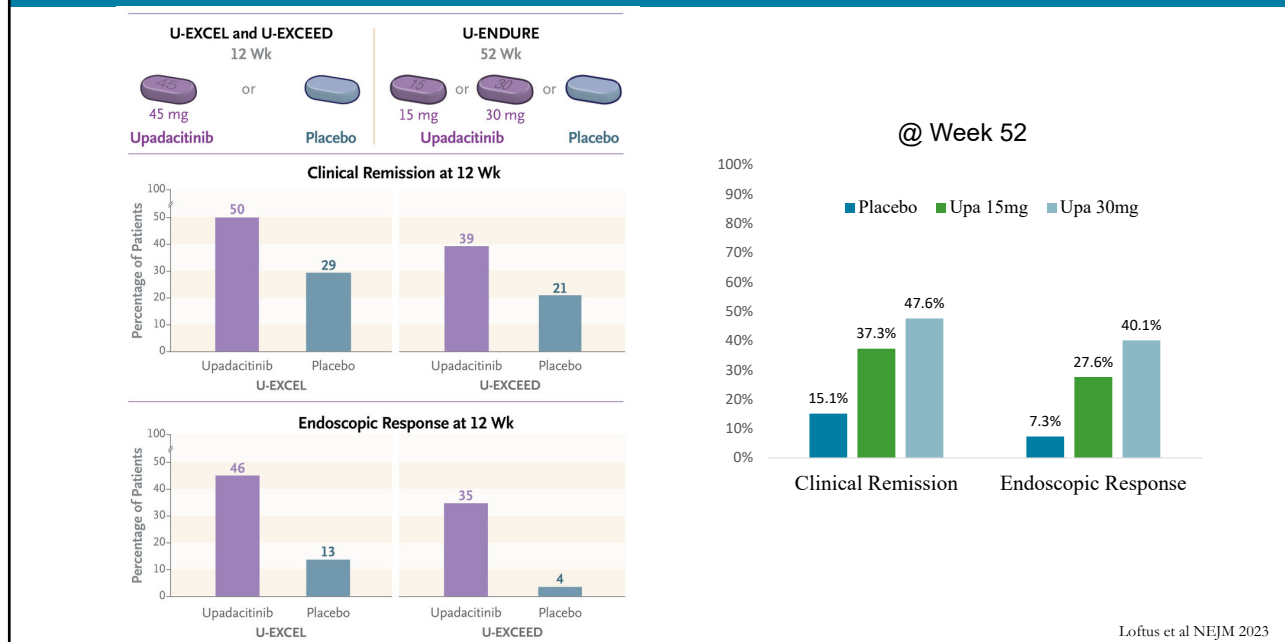 U-EXCEL and U-EXCEED
12 Wk
45
or
45 mg
Upadacitinib
Placebo
U-ENDURE
52 Wk
15
or
30
or
15 mg
30 mg
Upadacitinib
Placebo
Clinical Remission at 12 Wk
Percentage of Patients
100
50
40
30
20
10
0
50
29
39
21
Upadacitinib
Placebo
Upadacitinib
Placebo
U-EXCEL
U-EXCEED
Endoscopic Response at 12 Wk
Percentage of Patients
100
50
40
30
20
10
0
46
13
35
4
Upadacitinib
Placebo
Upadacitinib
Placebo
U-EXCEL
U-EXCEED
@ Week 52
100%
90%
80%
70%
60%
50%
40%
30%
20%
10%
0%
Placebo Upa 15mg Upa 30mg
15.1%
37.3%
47.6%
7.3%
27.6%
40.1%
Clinical Remission
Endoscopic Response
Loftus et al NEJM 2023